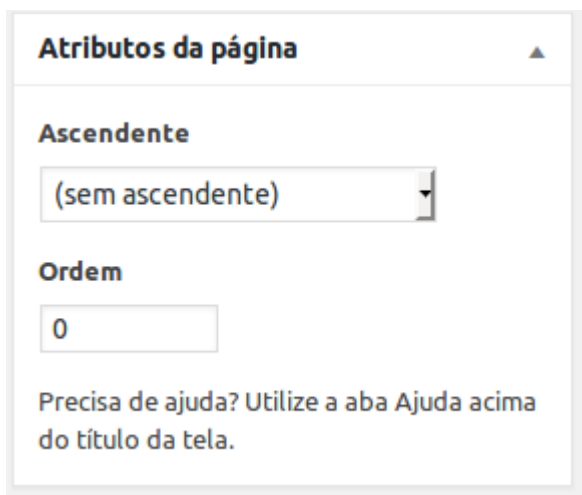 Atributos da página
Ascendente
(sem ascendente)
Ordem
0
Precisa de ajuda? Utilize a aba Ajuda acima
do título da tela.